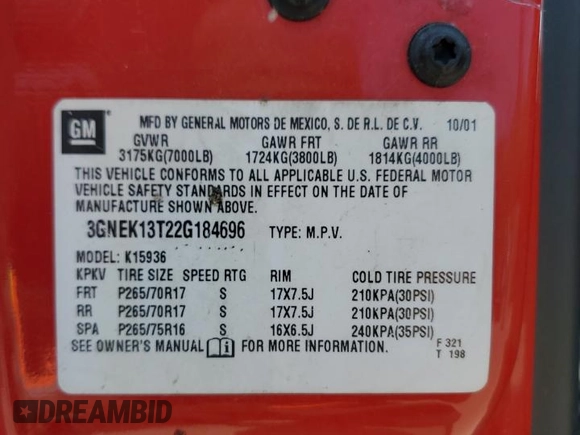 GM
MFD BY GENERAL MOTORS DE MEXICO, S. DE R.L. DE C.V. 10/01
GVWR GAWR FRT GAWR RR
3175KG(7000LB) 1724KG(3800LB) 1814KG(4000LB)
THIS VEHICLE CONFORMS TO ALL APPLICABLE U.S. FEDERAL MOTOR
VEHICLE SAFETY STANDARDS IN EFFECT ON THE DATE OF
MANUFACTURE SHOWN ABOVE.
3GNEK13T22G184696 TYPE: M.P.V.
MODEL: K15936
KPKV TIRE SIZE SPEED RTG RIM COLD TIRE PRESSURE
FRT P265/70R17 S 17X7.5J 210KPA(30PSI)
RR P265/70R17 S 17X7.5J 210KPA(30PSI)
SPA P265/75R16 S 16X6.5J 240KPA(35PSI)
SEE OWNER'S MANUAL i FOR MORE INFORMATION. F 321
T 198
DREAMBID